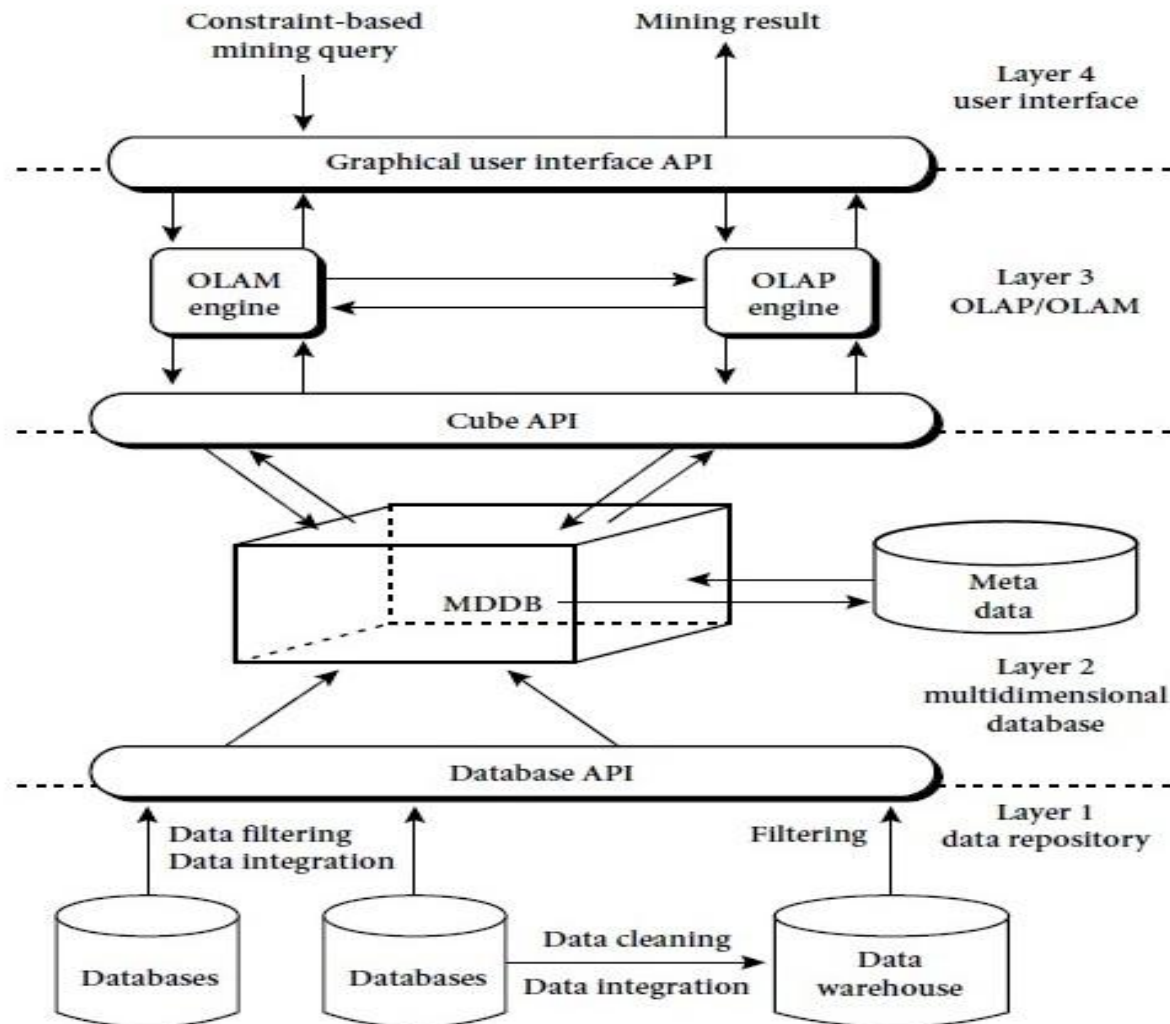 Constraint-based
mining query
Mining result
Layer 4
user interface
Graphical user interface API
OLAM
engine
OLAP
engine
Layer 3
OLAP/OLAM
Cube API
MDDB
Meta
data
Layer 2
multidimensional
database
Database API
Layer 1
data repository
Data filtering
Data integration
Filtering
Databases
Databases
Data cleaning
Data integration
Data
warehouse